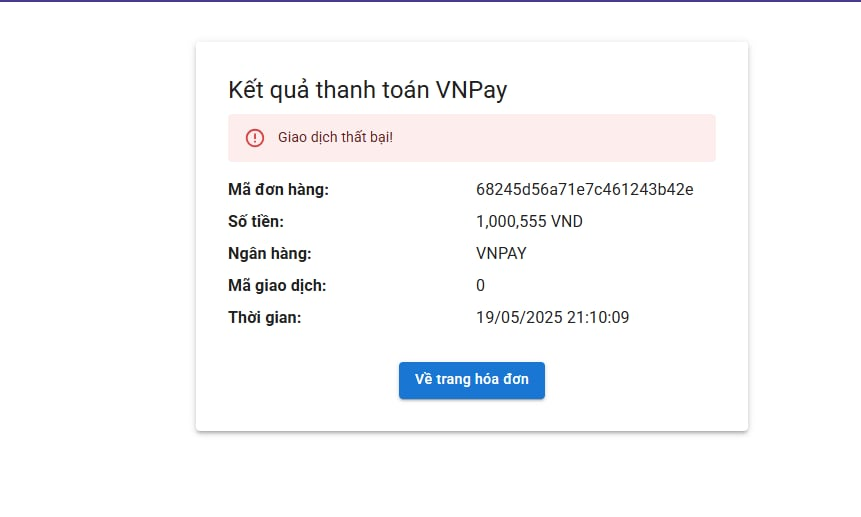 Kết quả thanh toán VNPay
Giao dịch thất bại!
Mã đơn hàng: 68245d56a71e7c461243b42e
Số tiền: 1,000,555 VND
Ngân hàng: VNPAY
Mã giao dịch: 0
Thời gian: 19/05/2025 21:10:09
Về trang hóa đơn